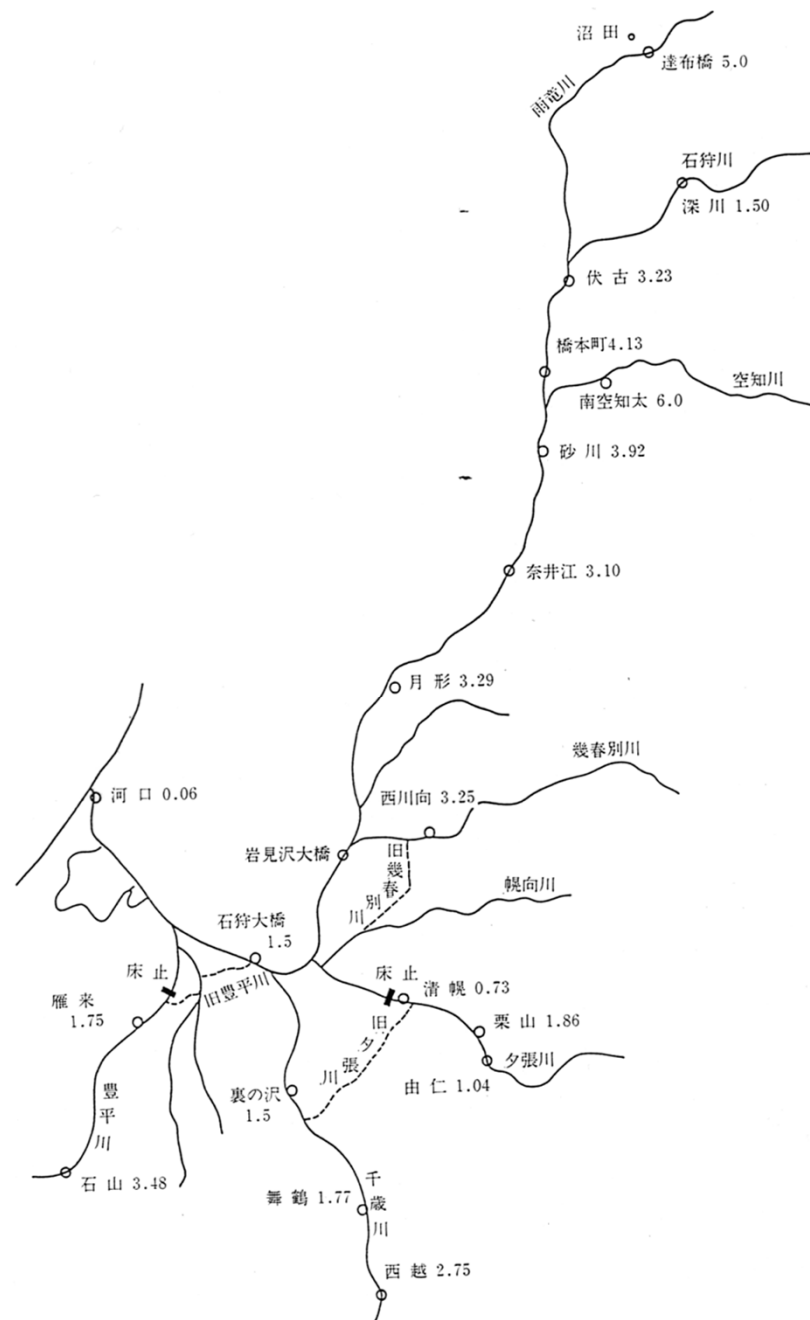 沼田
達布橋 5.0
雨竜川
石狩川
深川 1.50
伏古 3.23
橋本町4.13
空知川
南空知太 6.0
砂川 3.92
奈井江 3.10
月形 3.29
幾春別川
河口 0.06
西川向 3.25
岩見沢大橋
旧幾春別川
幌向川
石狩大橋
1.5
床止
旧豊平川
床止
清幌 0.73
雁来
1.75
栗山 1.86
旧夕張川
夕張川
由仁 1.04
裏の沢
1.5
豊平川
石山 3.48
千歳川
舞鶴 1.77
西越 2.75